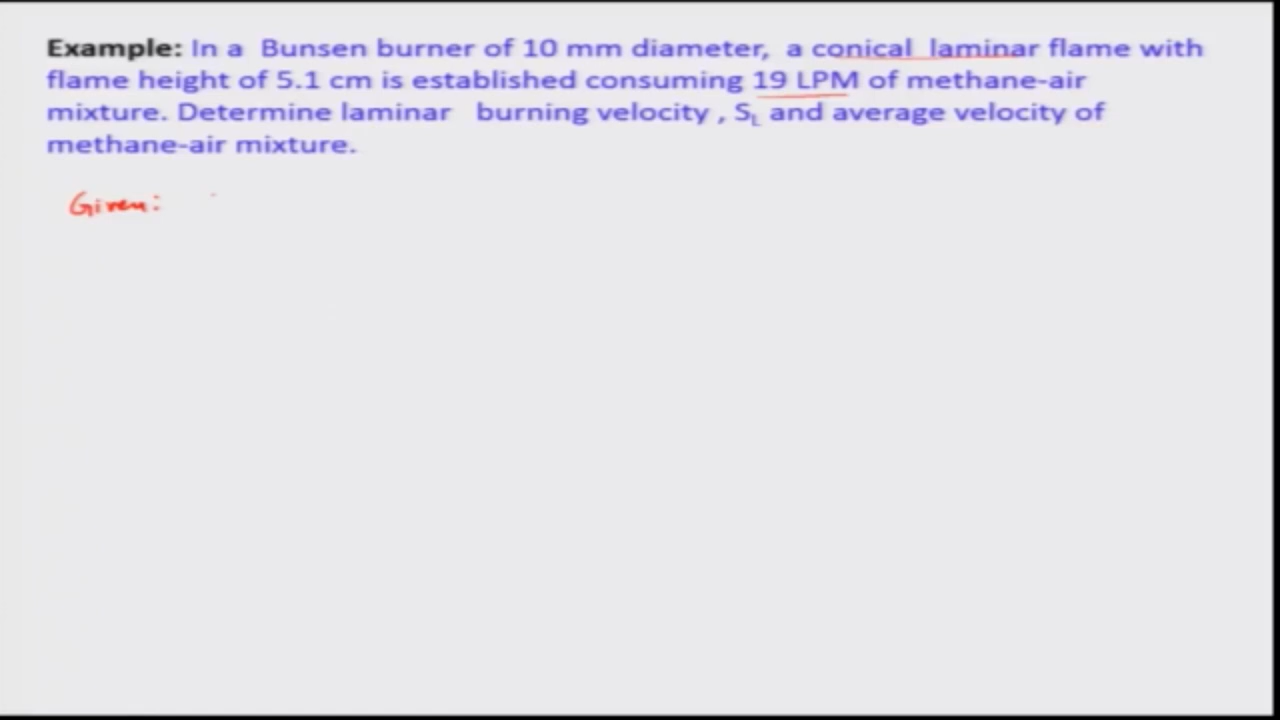 Example: In a Bunsen burner of 10 mm diameter, a conical laminar flame with
flame height of 5.1 cm is established consuming 19 LPM of methane-air
mixture. Determine laminar burning velocity , SL and average velocity of
methane-air mixture.
Given: